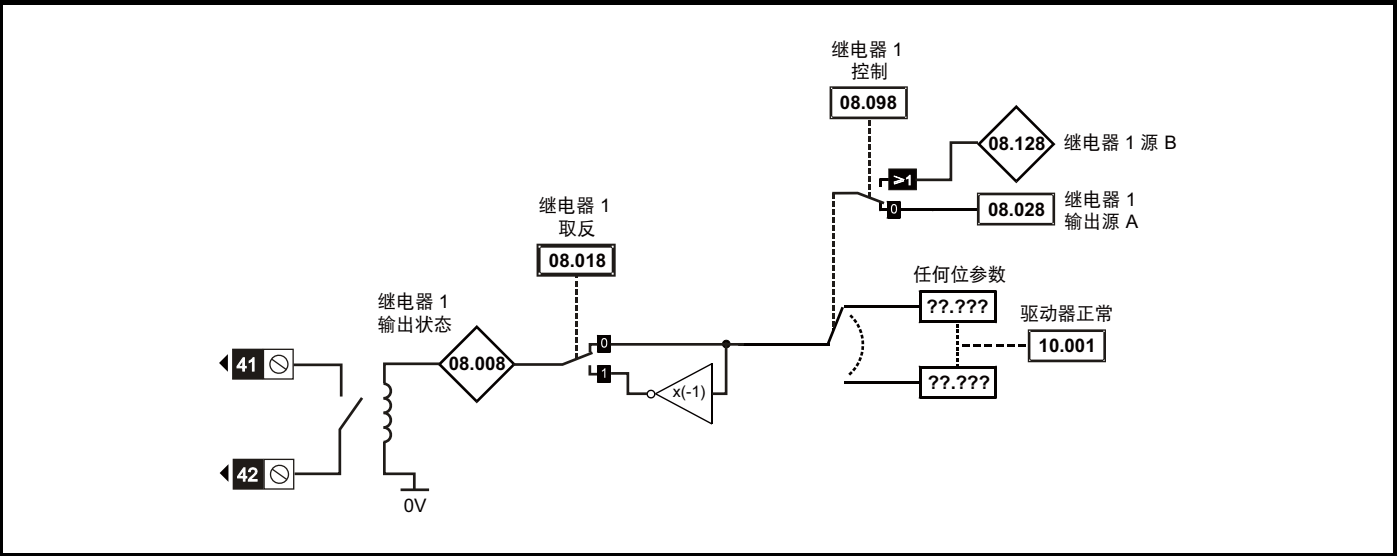 继电器 1
控制
08.098
08.128
继电器 1 源 B
>1
继电器 1
输出源 A
08.028
0
继电器 1
取反
08.018
任何位参数
??.???
驱动器正常
10.001
??.???
继电器 1
输出状态
08.008
0
1
x(-1)
41
42
0V